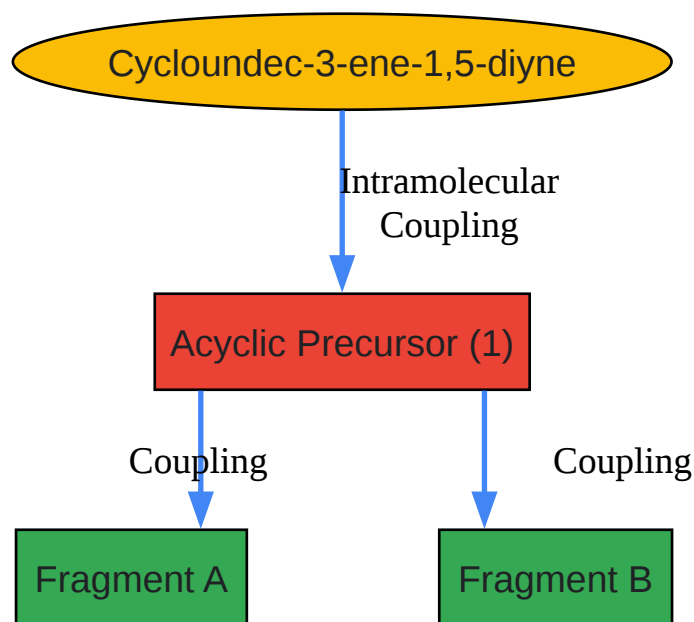 Cycloundec-3-ene-1,5-diyne
Intramolecular
Coupling
Acyclic Precursor (1)
Coupling
Coupling
Fragment A
Fragment B